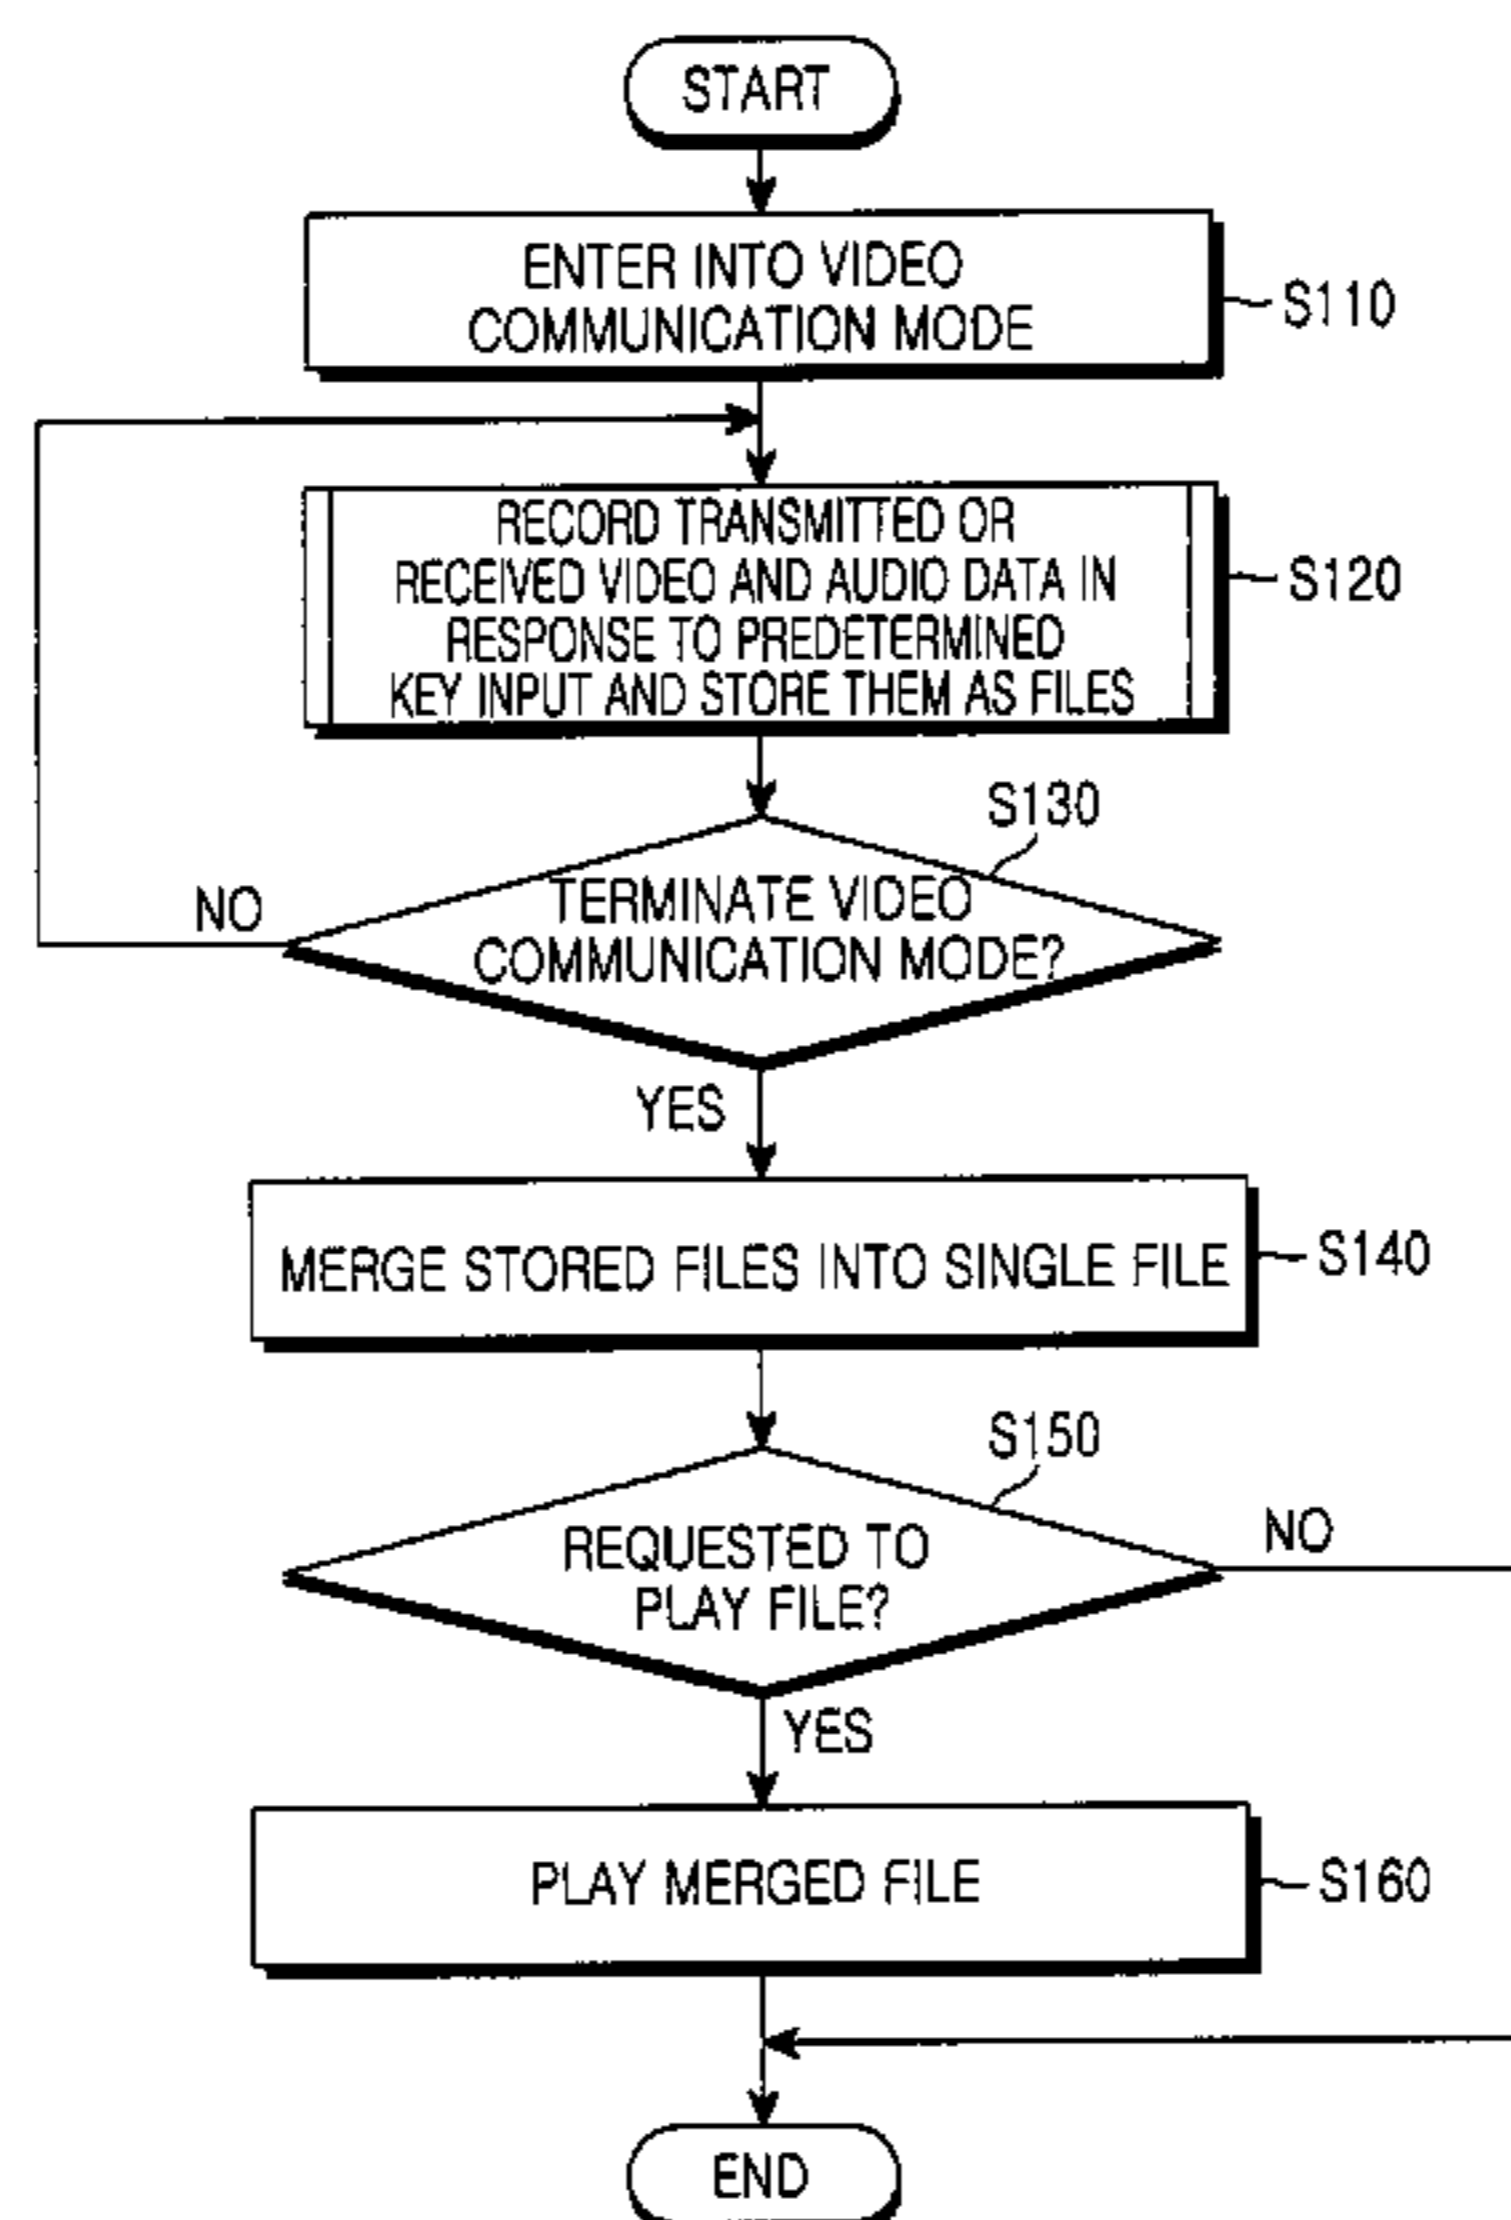 START
ENTER INTO VIDEO
COMMUNICATION MODE
S110
RECORD TRANSMITTED OR
RECEIVED VIDEO AND AUDIO DATA IN
RESPONSE TO PREDETERMINED
KEY INPUT AND STORE THEM AS FILES
S120
S130
TERMINATE VIDEO
COMMUNICATION MODE?
NO
YES
MERGE STORED FILES INTO SINGLE FILE
S140
S150
REQUESTED TO
PLAY FILE?
NO
YES
PLAY MERGED FILE
S160
END